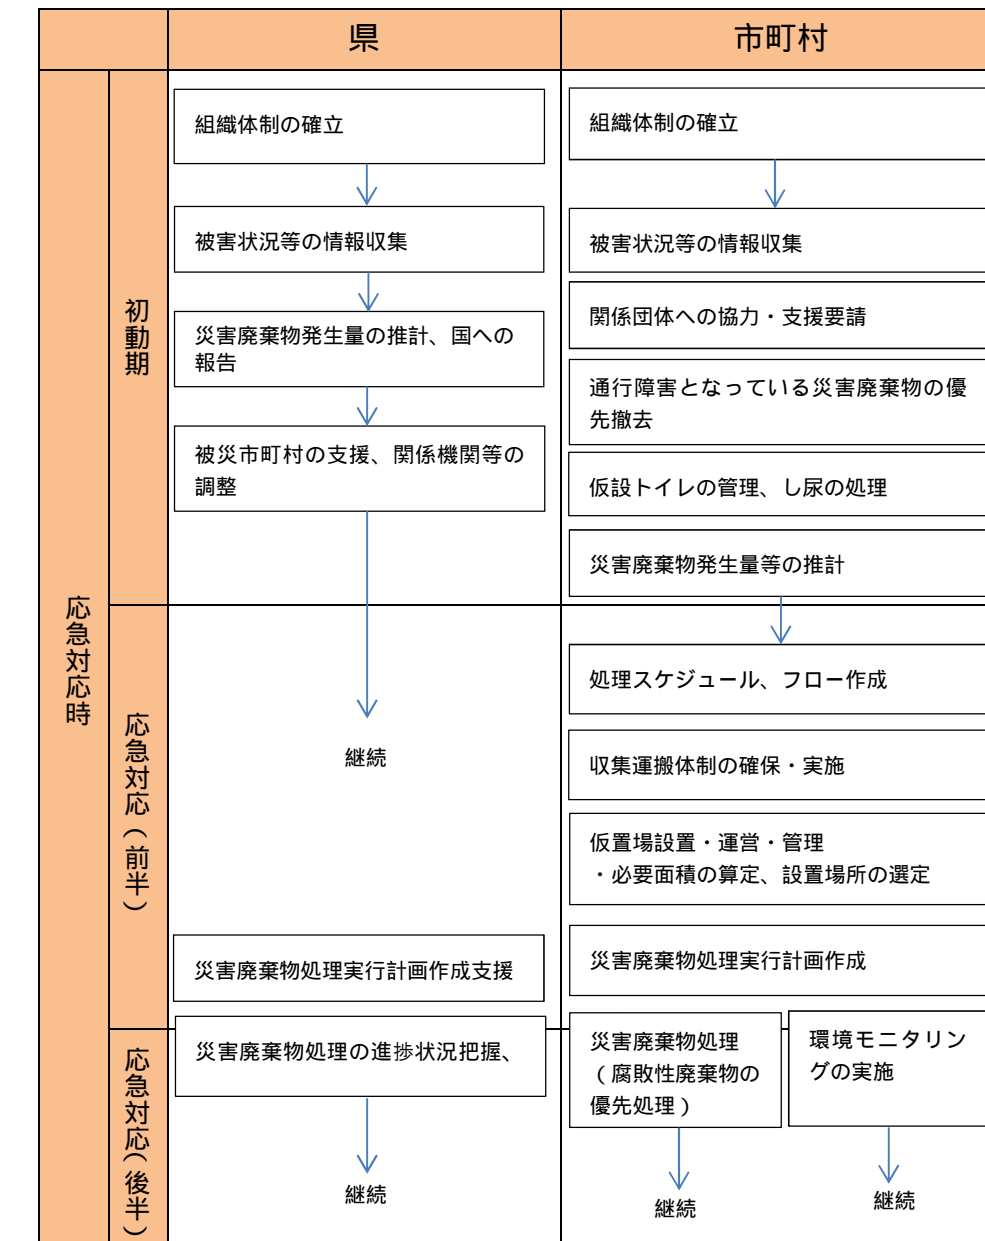 県
市町村
応急対応時
初動期
組織体制の確立
被害状況等の情報収集
災害廃棄物発生量の推計、国への
報告
被災市町村の支援、関係機関等の
調整
組織体制の確立
被害状況等の情報収集
関係団体への協力・支援要請
通行障害となっている災害廃棄物の優
先撤去
仮設トイレの管理、し尿の処理
災害廃棄物発生量等の推計
応急対応(前半)
継続
災害廃棄物処理実行計画作成支援
処理スケジュール、フロー作成
収集運搬体制の確保・実施
仮置場設置・運営・管理
・必要面積の算定、設置場所の選定
災害廃棄物処理実行計画作成
応急対応(後半)
災害廃棄物処理の進捗状況把握、
継続
災害廃棄物処理
(腐敗性廃棄物の
優先処理)
継続
環境モニタリン
グの実施
継続